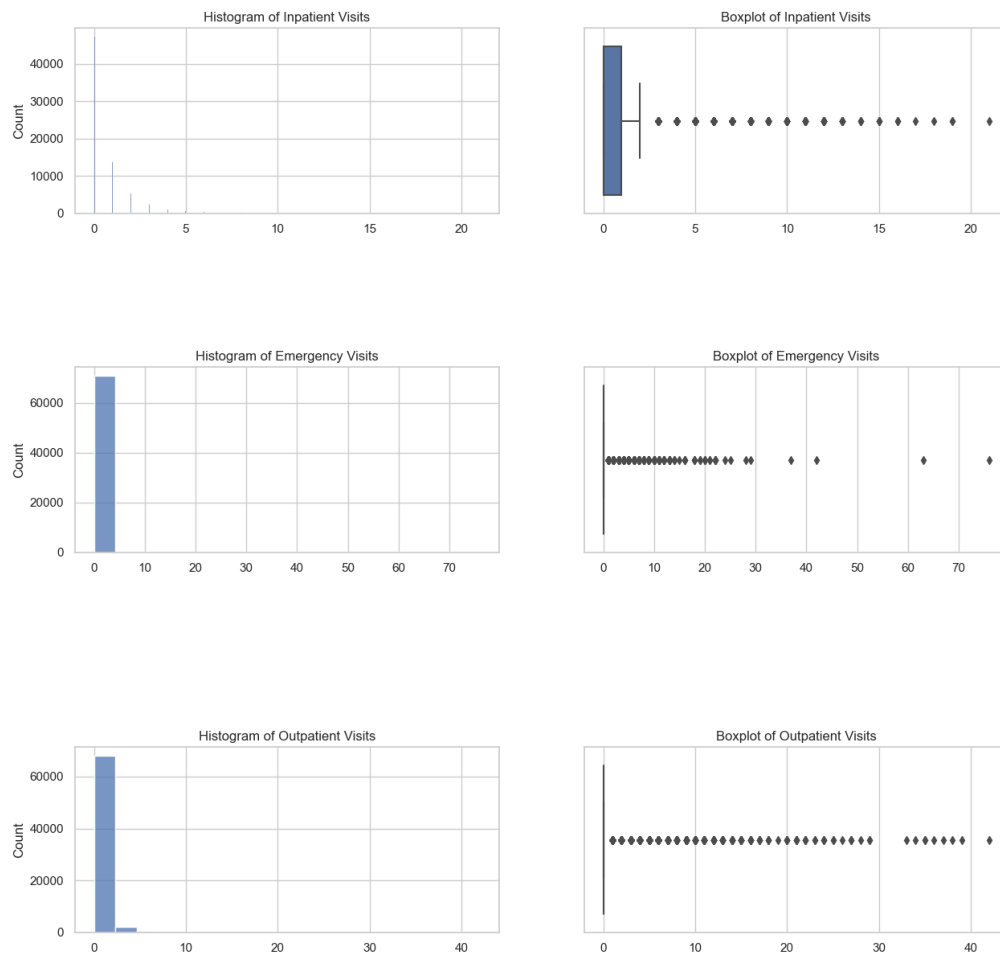 Histogram of Inpatient Visits
Count
40000
30000
20000
10000
0
0 5 10 15 20
Boxplot of Inpatient Visits
0 5 10 15 20
Histogram of Emergency Visits
Count
60000
40000
20000
0
0 10 20 30 40 50 60 70
Boxplot of Emergency Visits
0 10 20 30 40 50 60 70
Histogram of Outpatient Visits
Count
60000
40000
20000
0
0 10 20 30 40
Boxplot of Outpatient Visits
0 10 20 30 40